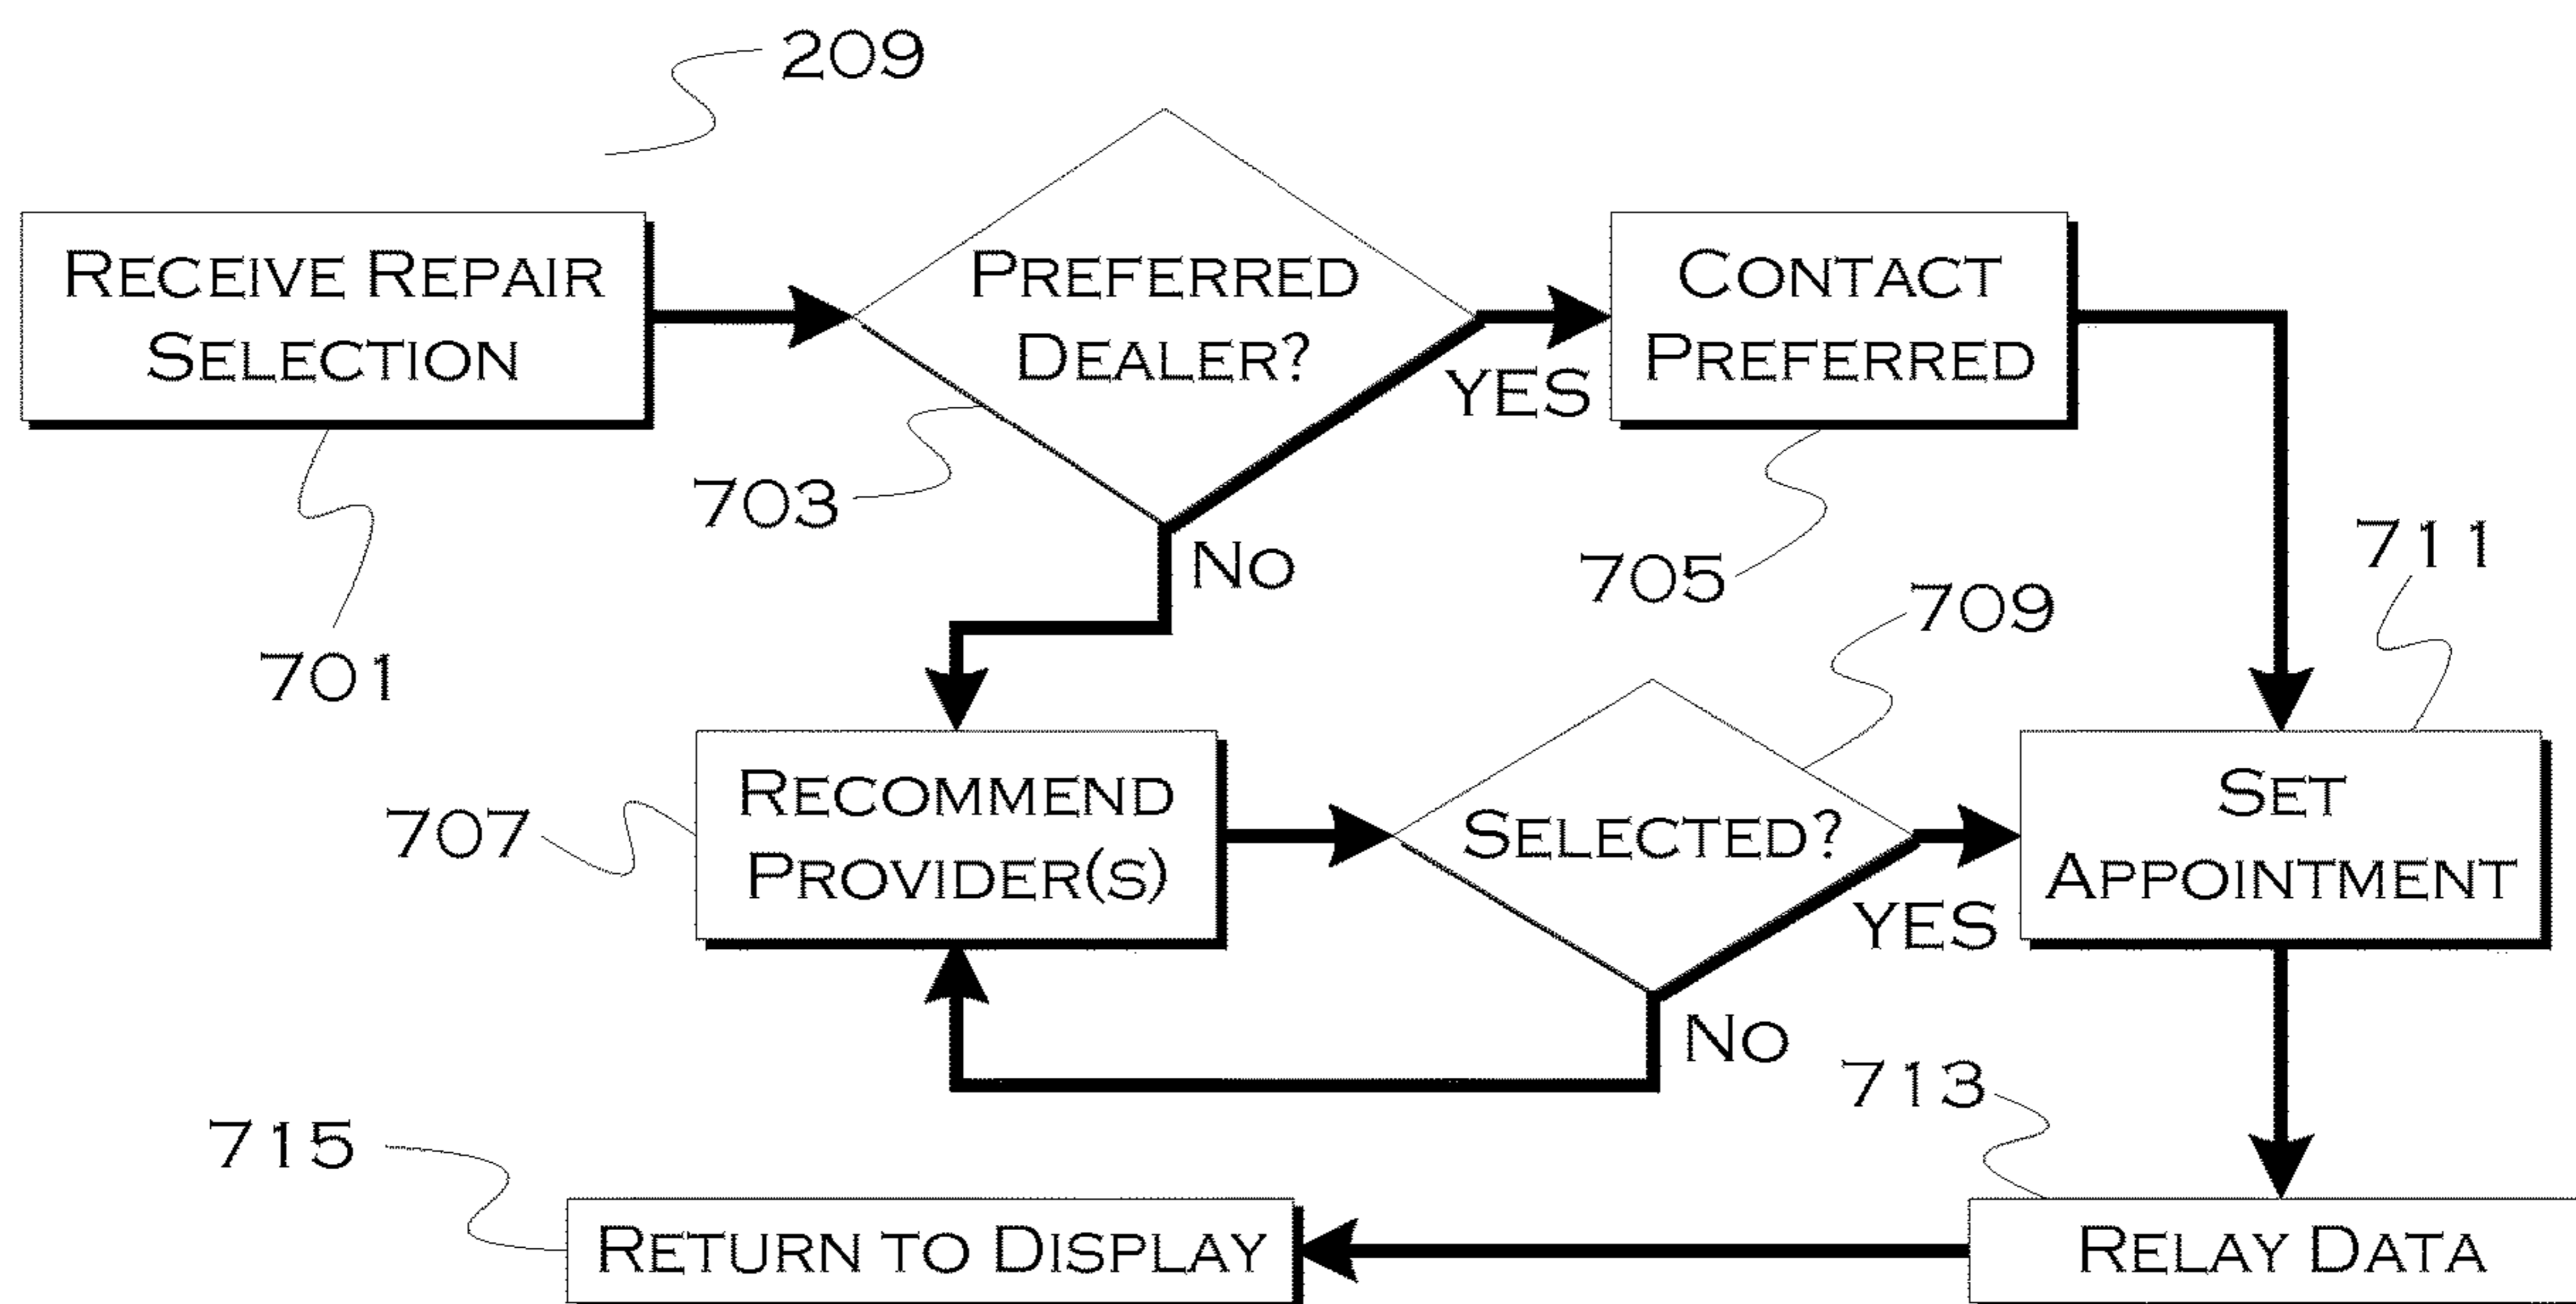 209
RECEIVE REPAIR
SELECTION
PREFERRED
DEALER?
CONTACT
PREFERRED
YES
703
NO
705
711
709
701
RECOMMEND
PROVIDER(S)
707
SELECTED?
SET
APPOINTMENT
YES
NO
713
715
RETURN TO DISPLAY
RELAY DATA